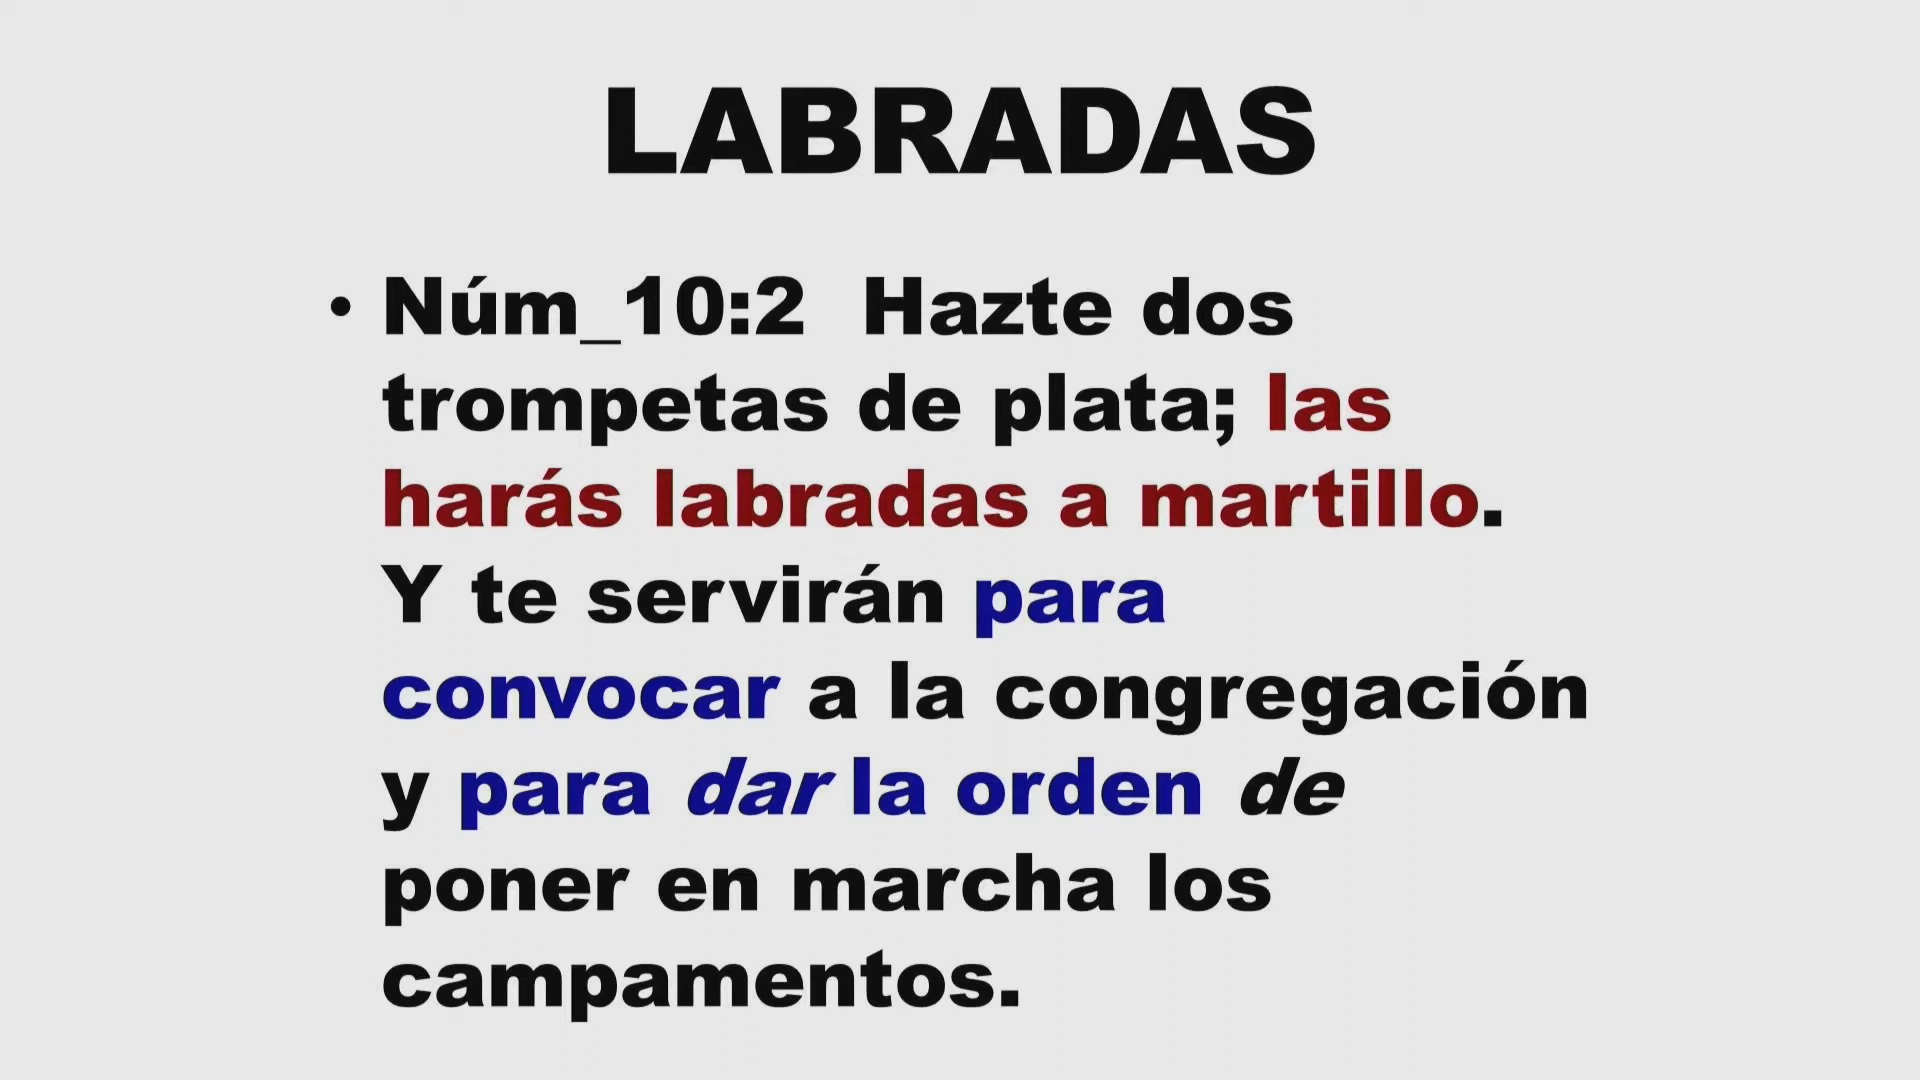 LABRADAS
• Núm_10:2  Hazte dos
trompetas de plata; las
harás labradas a martillo.
Y te servirán para
convocar a la congregación
y para dar la orden de
poner en marcha los
campamentos.